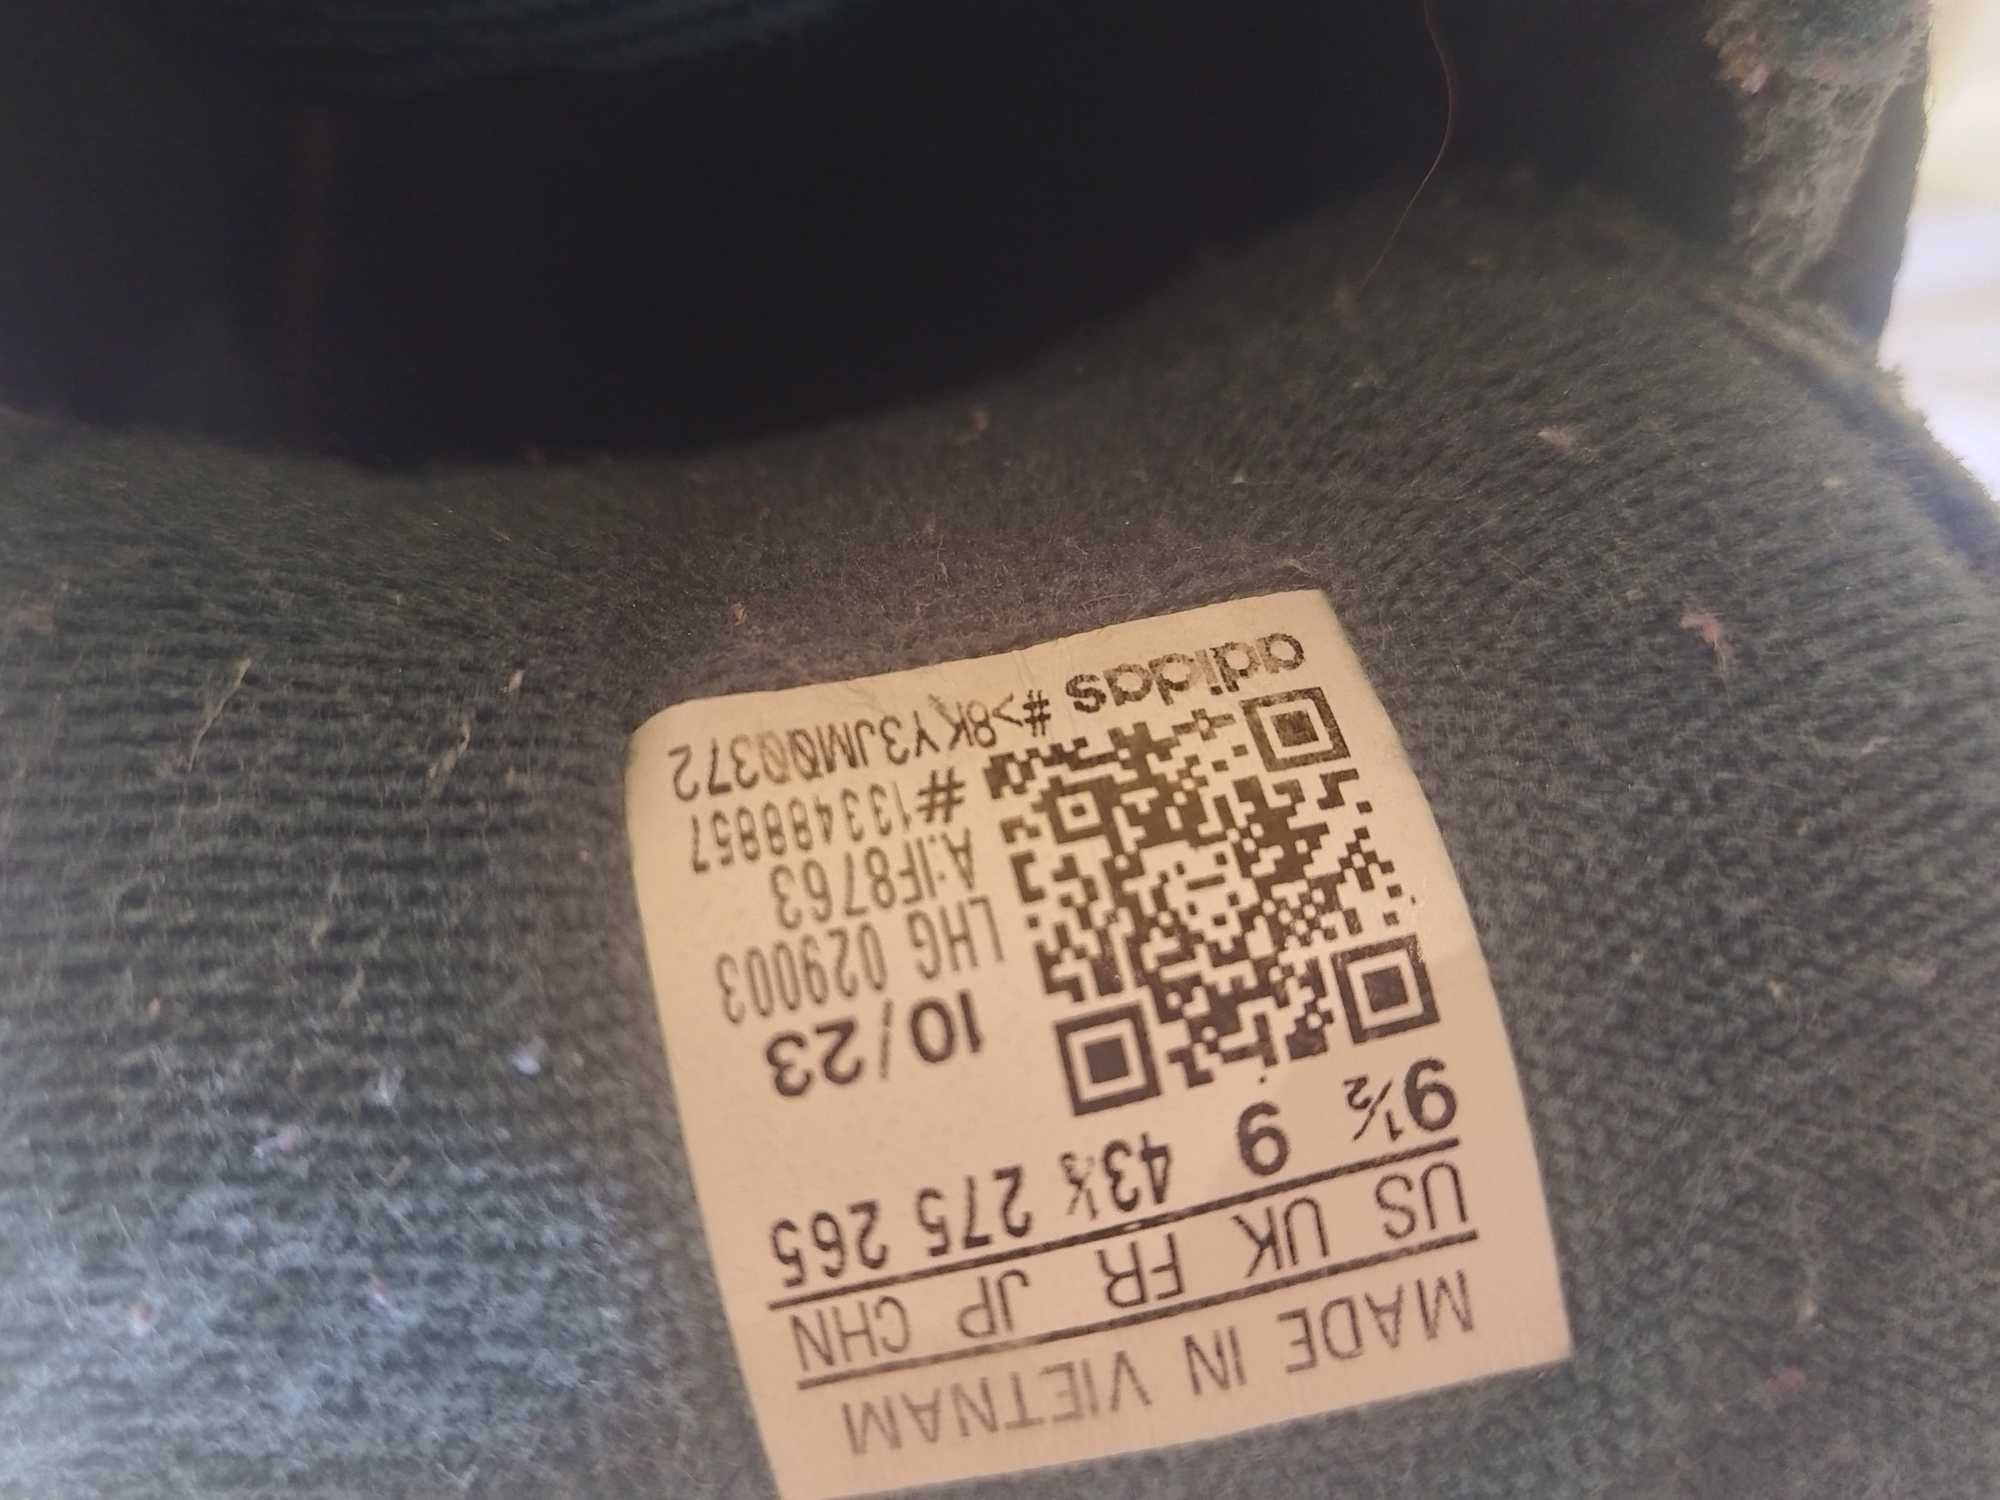 MADE IN VIETNAM
US UK FR JP CHN
9½ 9 43⅓ 275 265
10/23
LHG 029003
A:IF8763
#133488857
#>8KY3JM0Q372
adidas